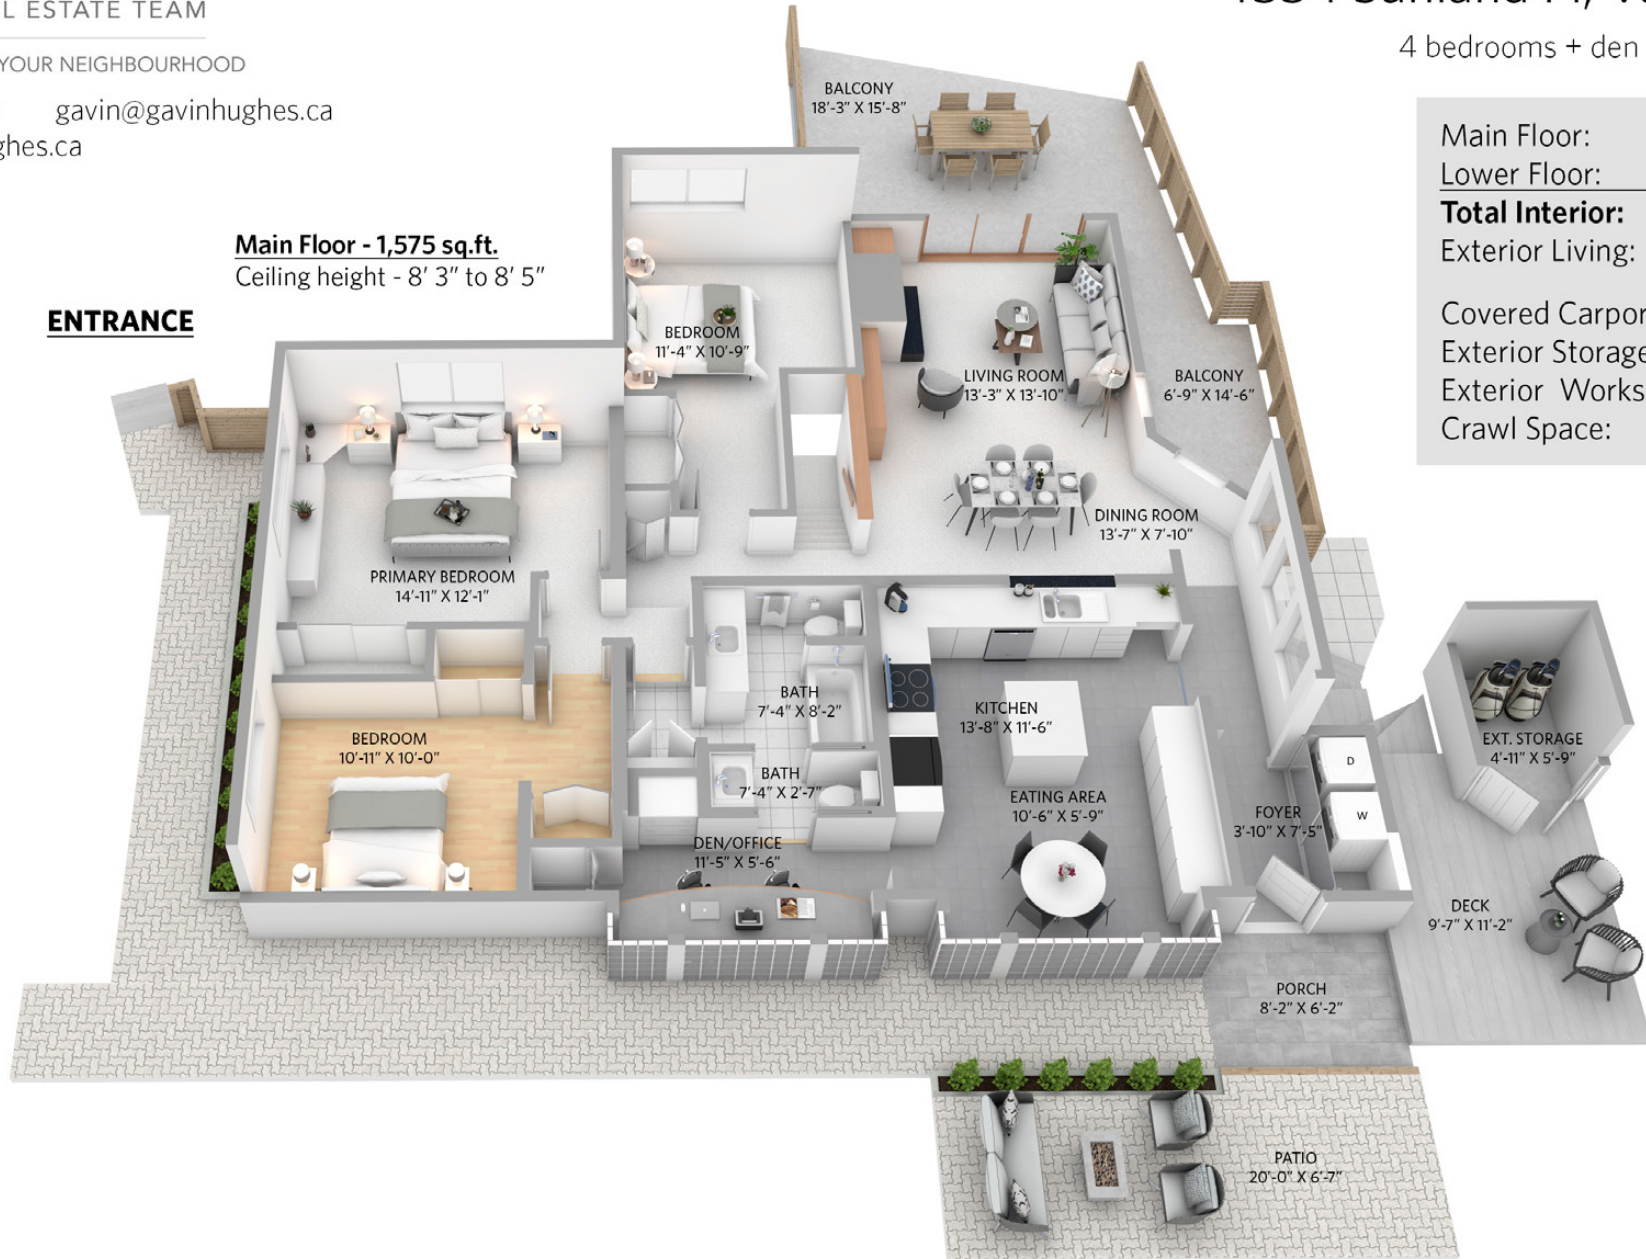 ESTATE TEAM
YOUR NEIGHBOURHOOD
gavin@gavinhughes.ca
4 bedrooms + den
Main Floor:
Lower Floor:
Total Interior:
Exterior Living:
Covered
Exterior Storage
Exterior
Crawl Space:
Main Floor - 1,575 sq.ft.
Ceiling height - 8' 3" to 8' 5"
ENTRANCE
BALCONY
18'-3" X 15'-8"
BEDROOM
11'-4" X 10'-9"
LIVING ROOM
13'-3" X 13'-10"
BALCONY
6'-9" X 14'-6"
DINING ROOM
13'-7" X 7'-10"
PRIMARY BEDROOM
14'-11" X 12'-1"
BATH
7'-4" X 8'-2"
KITCHEN
13'-8" X 11'-6"
BEDROOM
10'-11" X 10'-0"
BATH
7'-4" X 2'-7"
EATING AREA
10'-6" X 5'-9"
FOYER
3'-10" X 7'-5"
D
W
EXT. STORAGE
4'-11" X 5'-9"
DEN/OFFICE
11'-5" X 5'-6"
DECK
9'-7" X 11'-2"
PORCH
8'-2" X 6'-2"
PATIO
20'-0" X 6'-7"